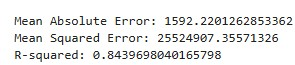 Mean Absolute Error: 1592.2201262853362
Mean Squared Error: 25524907.35571326
R-squared: 0.8439698040165798